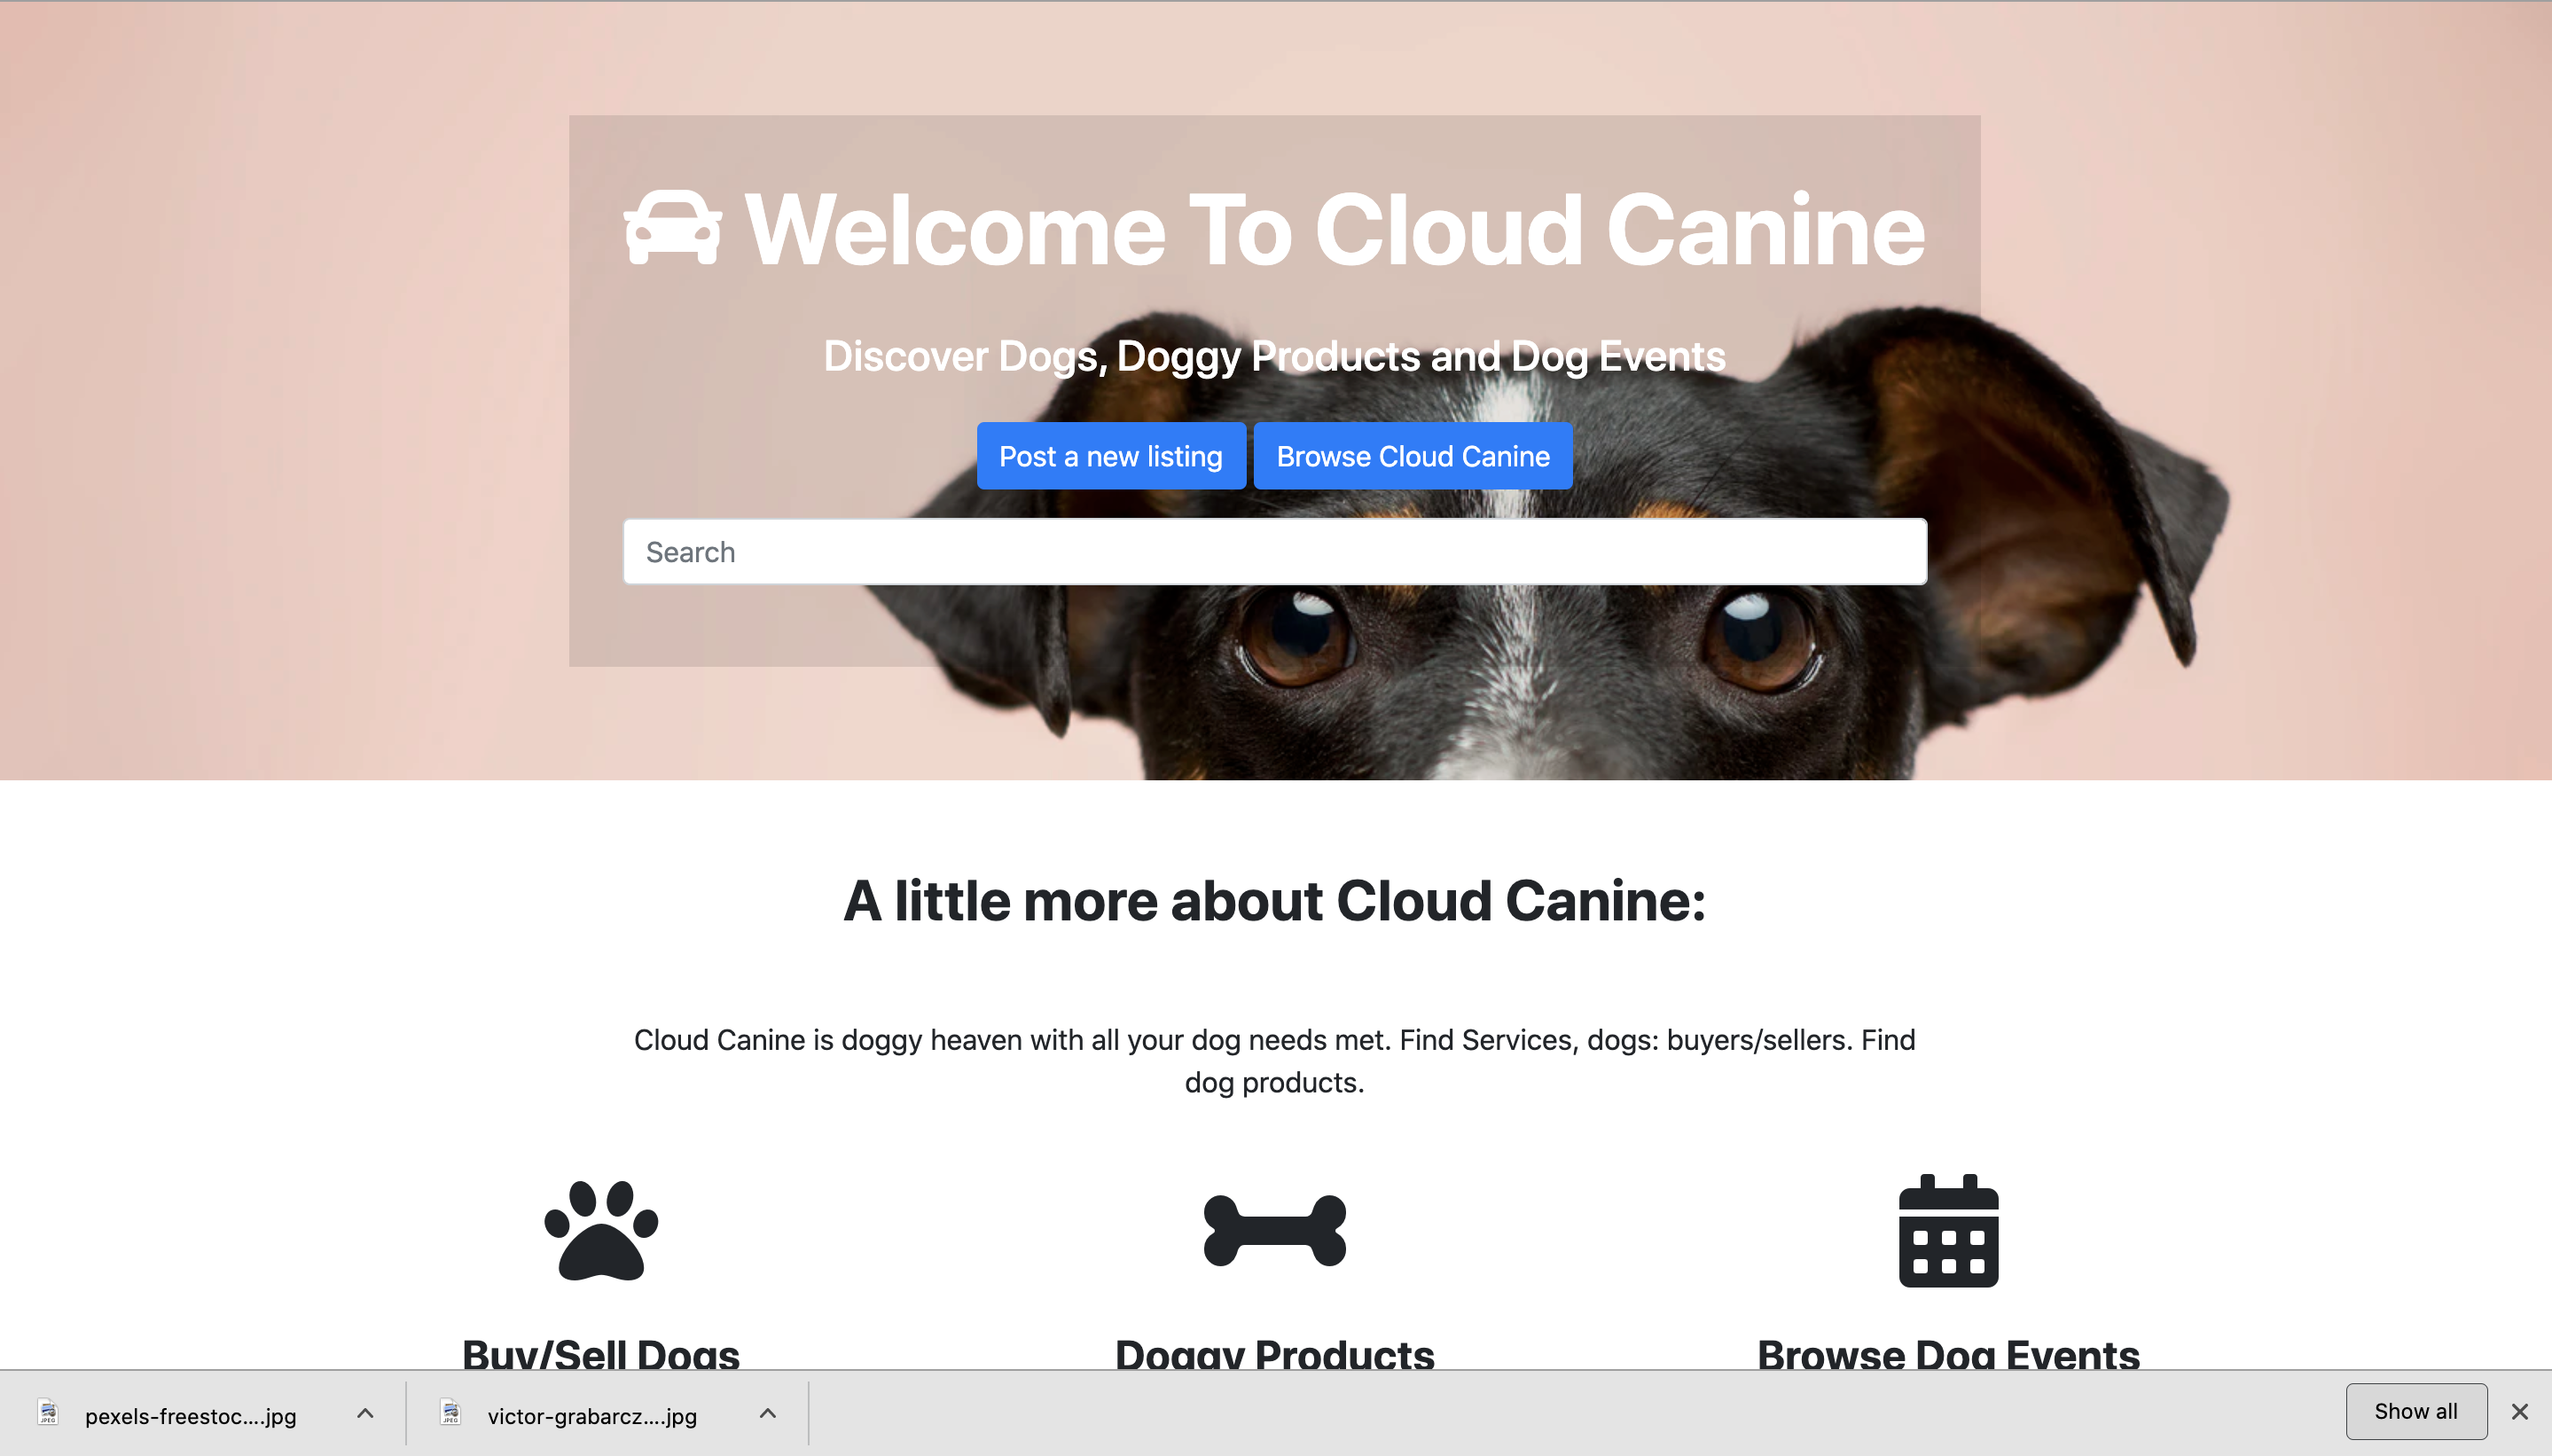 Welcome To Cloud Canine
Discover Dogs, Doggy Products and Dog Events
Post a new listing
Browse Cloud Canine
Search
A little more about Cloud Canine:
Cloud Canine is doggy heaven with all your dog needs met. Find Services, dogs: buyers/sellers. Find
dog products.
Buy/Sell Dogs
Doggy Products
Browse Dog Events
pexels-freestoc....jpg
victor-grabarcz....jpg
Show all